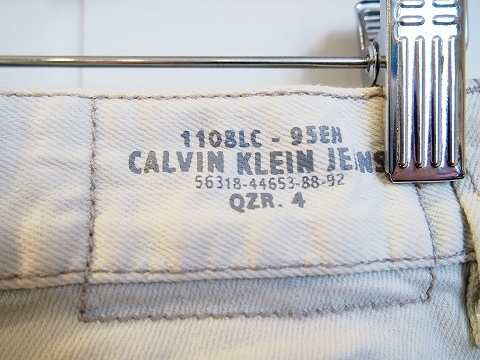 1108LC - 95EH
CALVIN KLEIN JEANS
56318-44653-88-92
QZR. 4